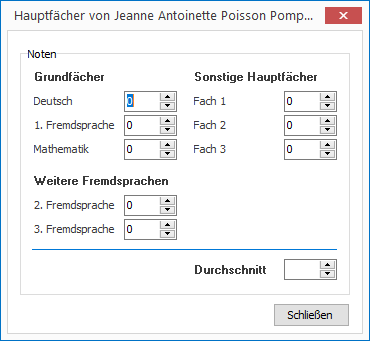 Hauptfächer von Jeanne Antoinette Poisson Pomp...
Noten
Grundfächer
Deutsch 0
1. Fremdsprache 0
Mathematik 0
Sonstige Hauptfächer
Fach 1 0
Fach 2 0
Fach 3 0
Weitere Fremdsprachen
2. Fremdsprache 0
3. Fremdsprache 0
Durchschnitt
Schließen